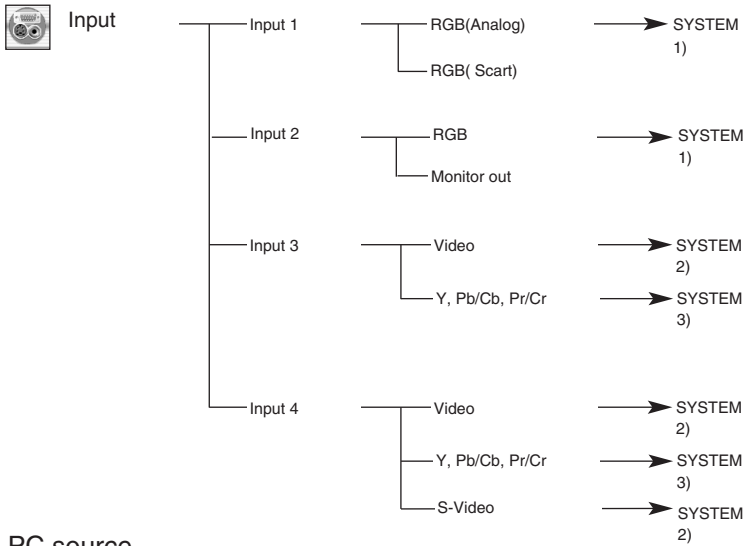 Input
Input 1
RGB(Analog)
SYSTEM
1)
RGB( Scart)
Input 2
RGB
SYSTEM
1)
Monitor out
Input 3
Video
SYSTEM
2)
Y, Pb/Cb, Pr/Cr
SYSTEM
3)
Input 4
Video
SYSTEM
2)
Y, Pb/Cb, Pr/Cr
SYSTEM
3)
S-Video
SYSTEM
2)
PC source